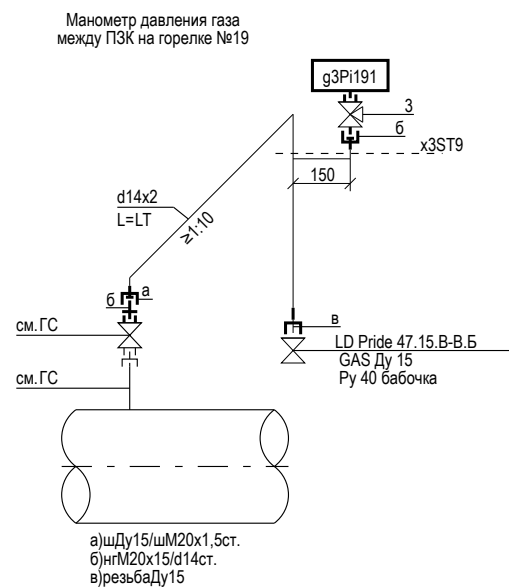 Манометр давления газа
между ПЗК на горелке №19
g3Pi191
3
б
x3ST9
150
d14x2
L=LT
≥1:10
а
б
см.ГС
в
LD Pride 47.15.В-В.Б
GAS Ду 15
Ру 40 бабочка
см.ГС
а)шДу15/шМ20х1,5ст.
б)нгМ20х15/d14ст.
в)резьбаДу15